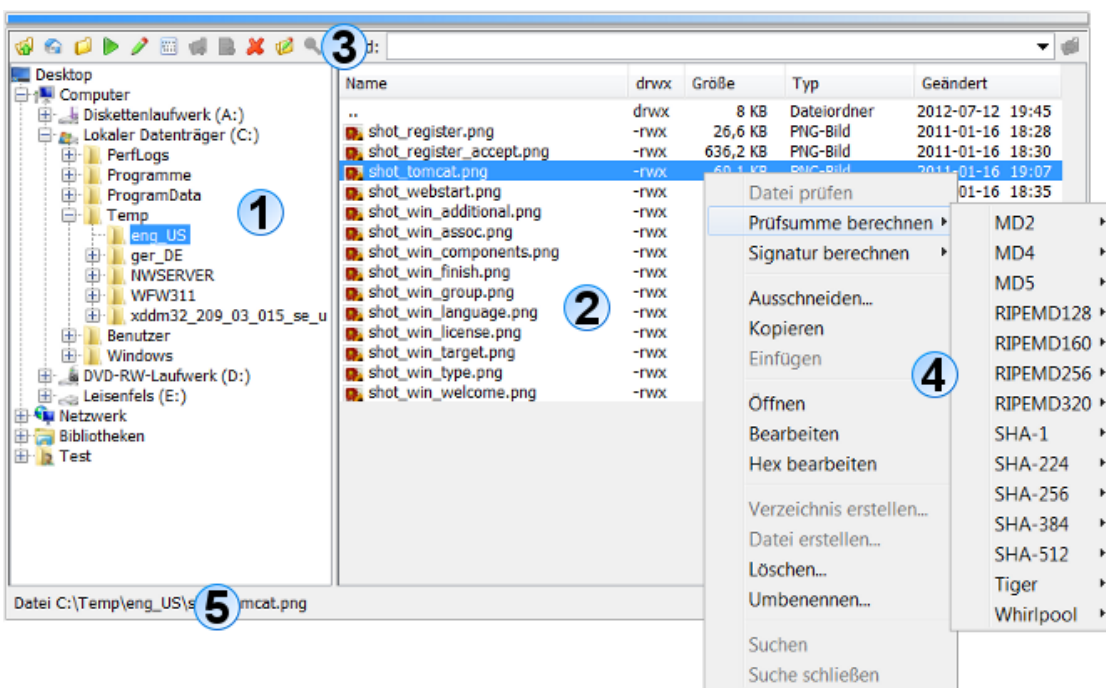 3
d:
Desktop
Computer
Diskettenlaufwerk (A:)
Lokaler Datenträger (C:)
PerfLogs
Programme
ProgramData
Temp
eng_US
ger_DE
NWSERVER
WFW311
xddm32_209_03_015_se_u
Benutzer
Windows
DVD-RW-Laufwerk (D:)
Leisenfels (E:)
Netzwerk
Bibliotheken
Test
1
Name drwx Größe Typ Geändert
.. drwx 8 KB Dateiordner 2012-07-12 19:45
shot_register.png -rwx 26,6 KB PNG-Bild 2011-01-16 18:28
shot_register_accept.png -rwx 636,2 KB PNG-Bild 2011-01-16 18:30
shot_tomcat.png -rwx 69,1 KB PNG-Bild 2011-01-16 19:07
shot_webstart.png -rwx 01-16 18:35
shot_win_additional.png -rwx
shot_win_assoc.png -rwx
shot_win_components.png -rwx
shot_win_finish.png -rwx
shot_win_group.png -rwx
shot_win_language.png -rwx
shot_win_license.png -rwx
shot_win_target.png -rwx
shot_win_type.png -rwx
shot_win_welcome.png -rwx
2
Datei prüfen
Prüfsumme berechnen
Signatur berechnen
Ausschneiden...
Kopieren
Einfügen
Öffnen
Bearbeiten
Hex bearbeiten
Verzeichnis erstellen...
Datei erstellen...
Löschen...
Umbenennen...
Suchen
Suche schließen
4
MD2
MD4
MD5
RIPEMD128
RIPEMD160
RIPEMD256
RIPEMD320
SHA-1
SHA-224
SHA-256
SHA-384
SHA-512
Tiger
Whirlpool
Datei C:\Temp\eng_US\s mcat.png
5